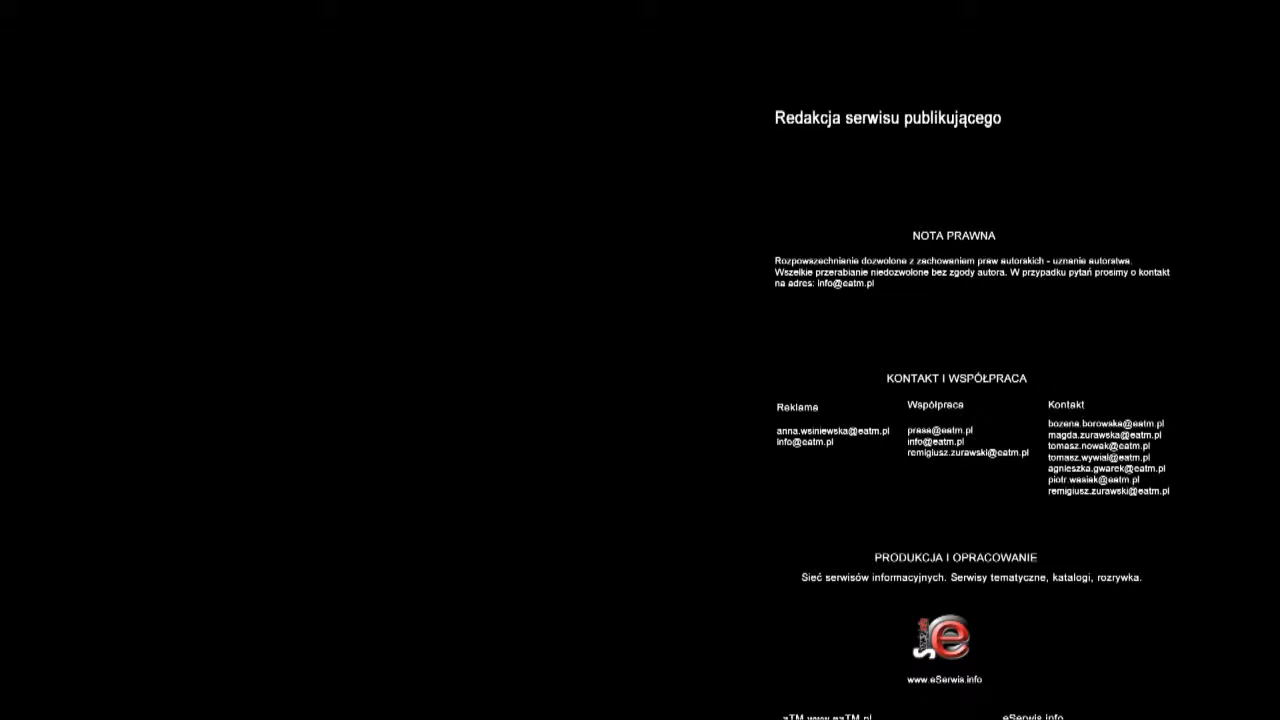 Redakcja serwisu publikującego
NOTA PRAWNA
Rozpowszechnianie dozwolone z zachowaniem praw autorskich - uznanie autorstwa.
Wszelkie przerabianie niedozwolone bez zgody autora. W przypadku pytań prosimy o kontakt
na adres: info@eatm.pl
KONTAKT I WSPÓŁPRACA
Reklama
anna.wsiniewska@eatm.pl
info@eatm.pl
Współpraca
prasa@eatm.pl
info@eatm.pl
remigiusz.zurawski@eatm.pl
Kontakt
bozena.borowska@eatm.pl
magda.zurawska@eatm.pl
tomasz.nowak@eatm.pl
tomasz.wywial@eatm.pl
agnieszka.gwarek@eatm.pl
piotr.wasiak@eatm.pl
remigiusz.zurawski@eatm.pl
PRODUKCJA I OPRACOWANIE
Sieć serwisów informacyjnych. Serwisy tematyczne, katalogi, rozrywka.
www.eSerwis.info
eSerwis.info